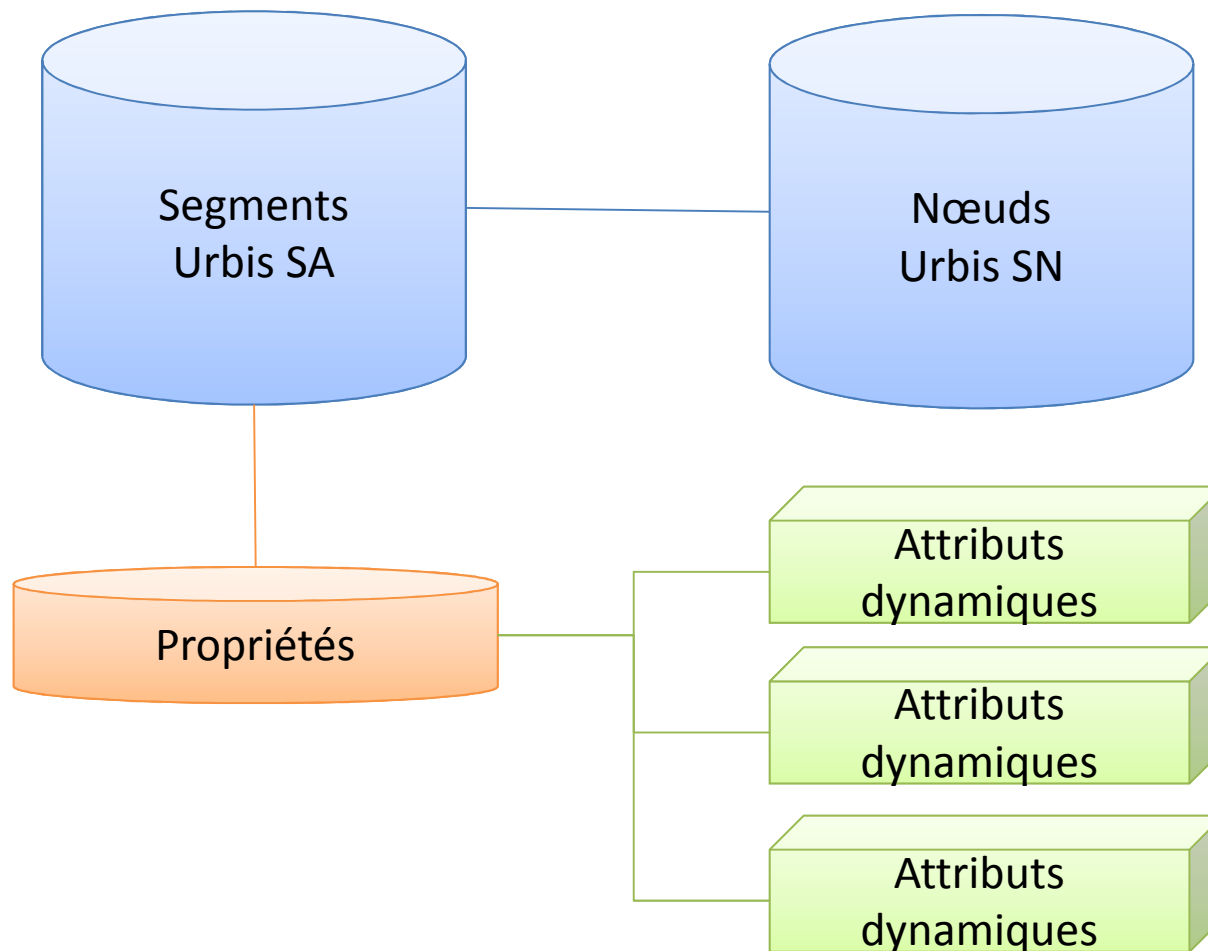 Segments
Urbis SA
Nœuds
Urbis SN
Propriétés
Attributs
dynamiques
Attributs
dynamiques
Attributs
dynamiques